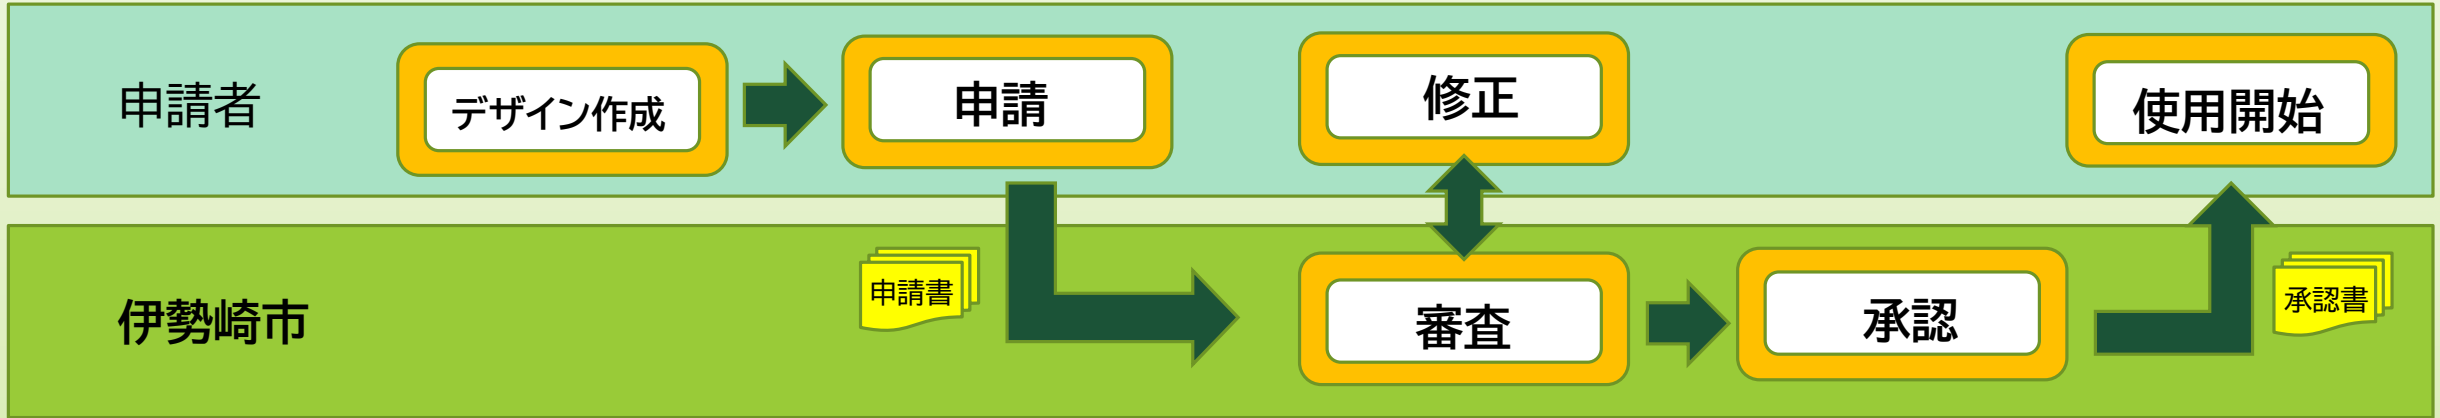 申請者
デザイン作成
申請
修正
使用開始
伊勢崎市
申請書
審査
承認
承認書